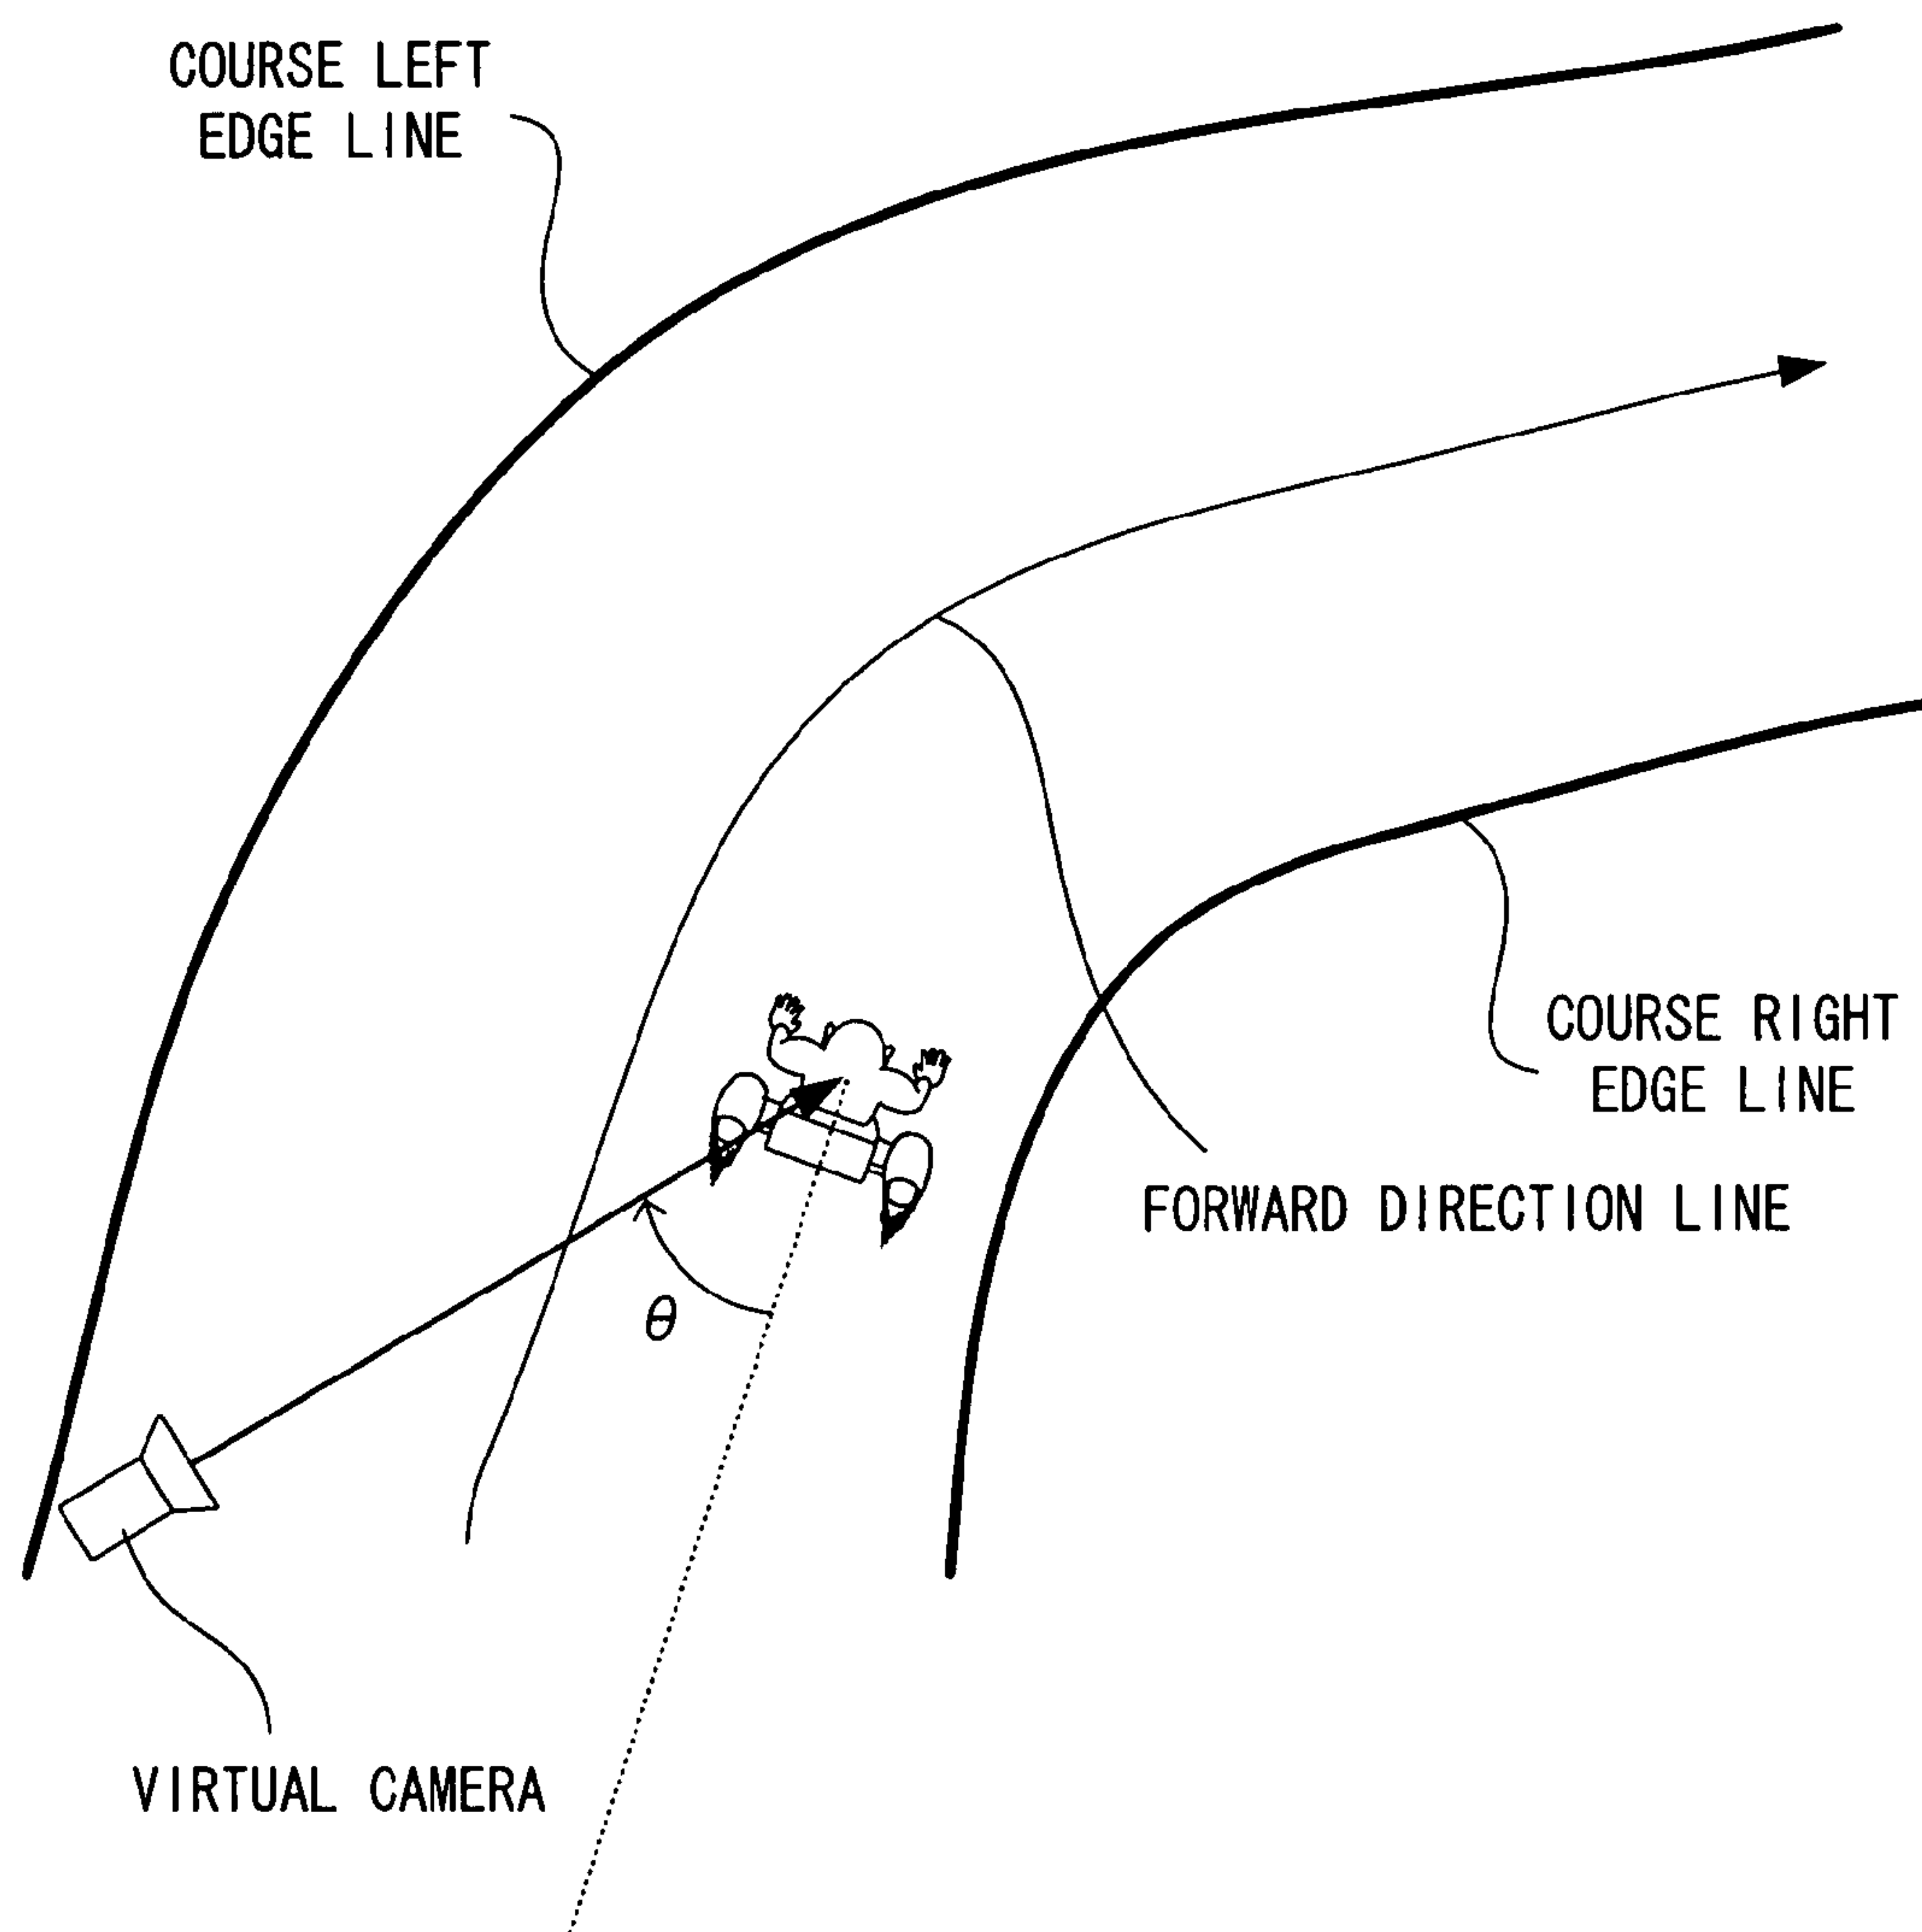 COURSE LEFT
EDGE LINE
COURSE RIGHT
EDGE LINE
FORWARD DIRECTION LINE
θ
VIRTUAL CAMERA